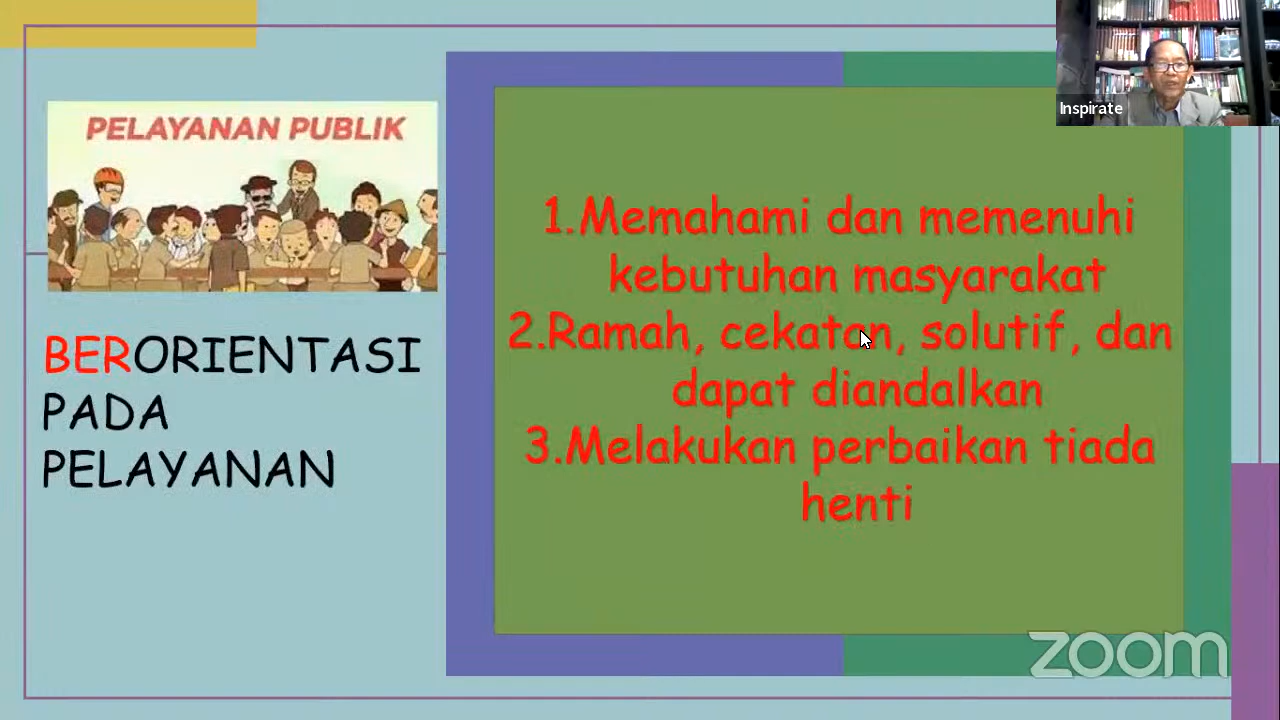 Inspirate
PELAYANAN PUBLIK
BERORIENTASI
PADA
PELAYANAN
1.Memahami dan memenuhi
kebutuhan masyarakat
2.Ramah, cekatan, solutif, dan
dapat diandalkan
3.Melakukan perbaikan tiada
henti
zoom